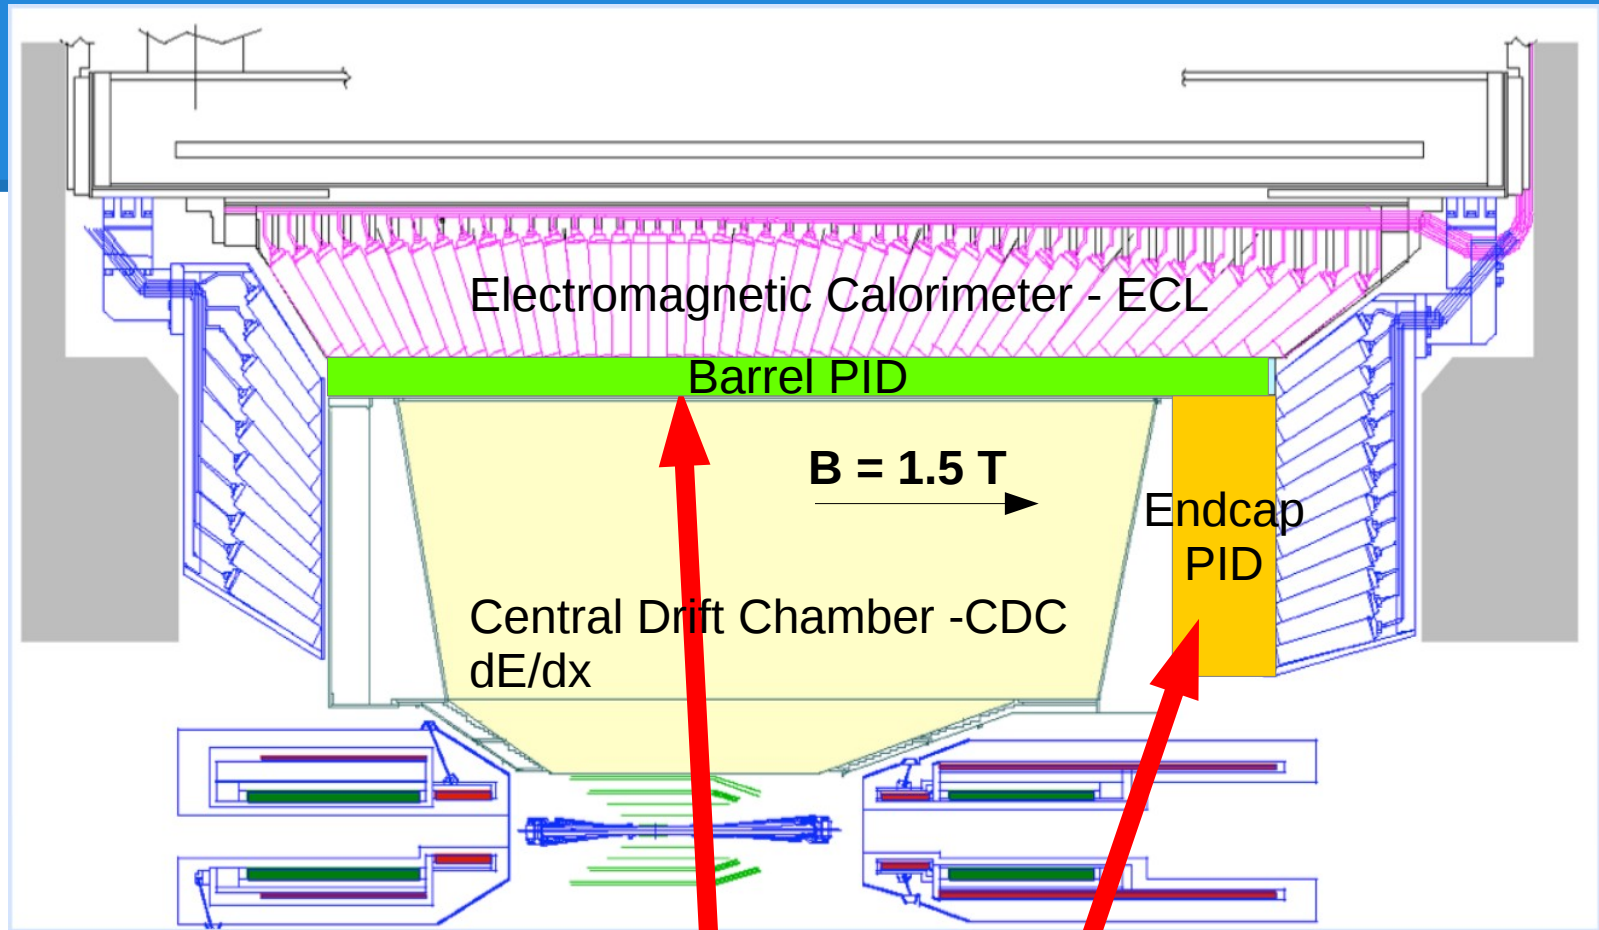 Electromagnetic Calorimeter - ECL
Barrel PID
B = 1.5 T
Endcap
PID
Central Drift Chamber -CDC
dE/dx